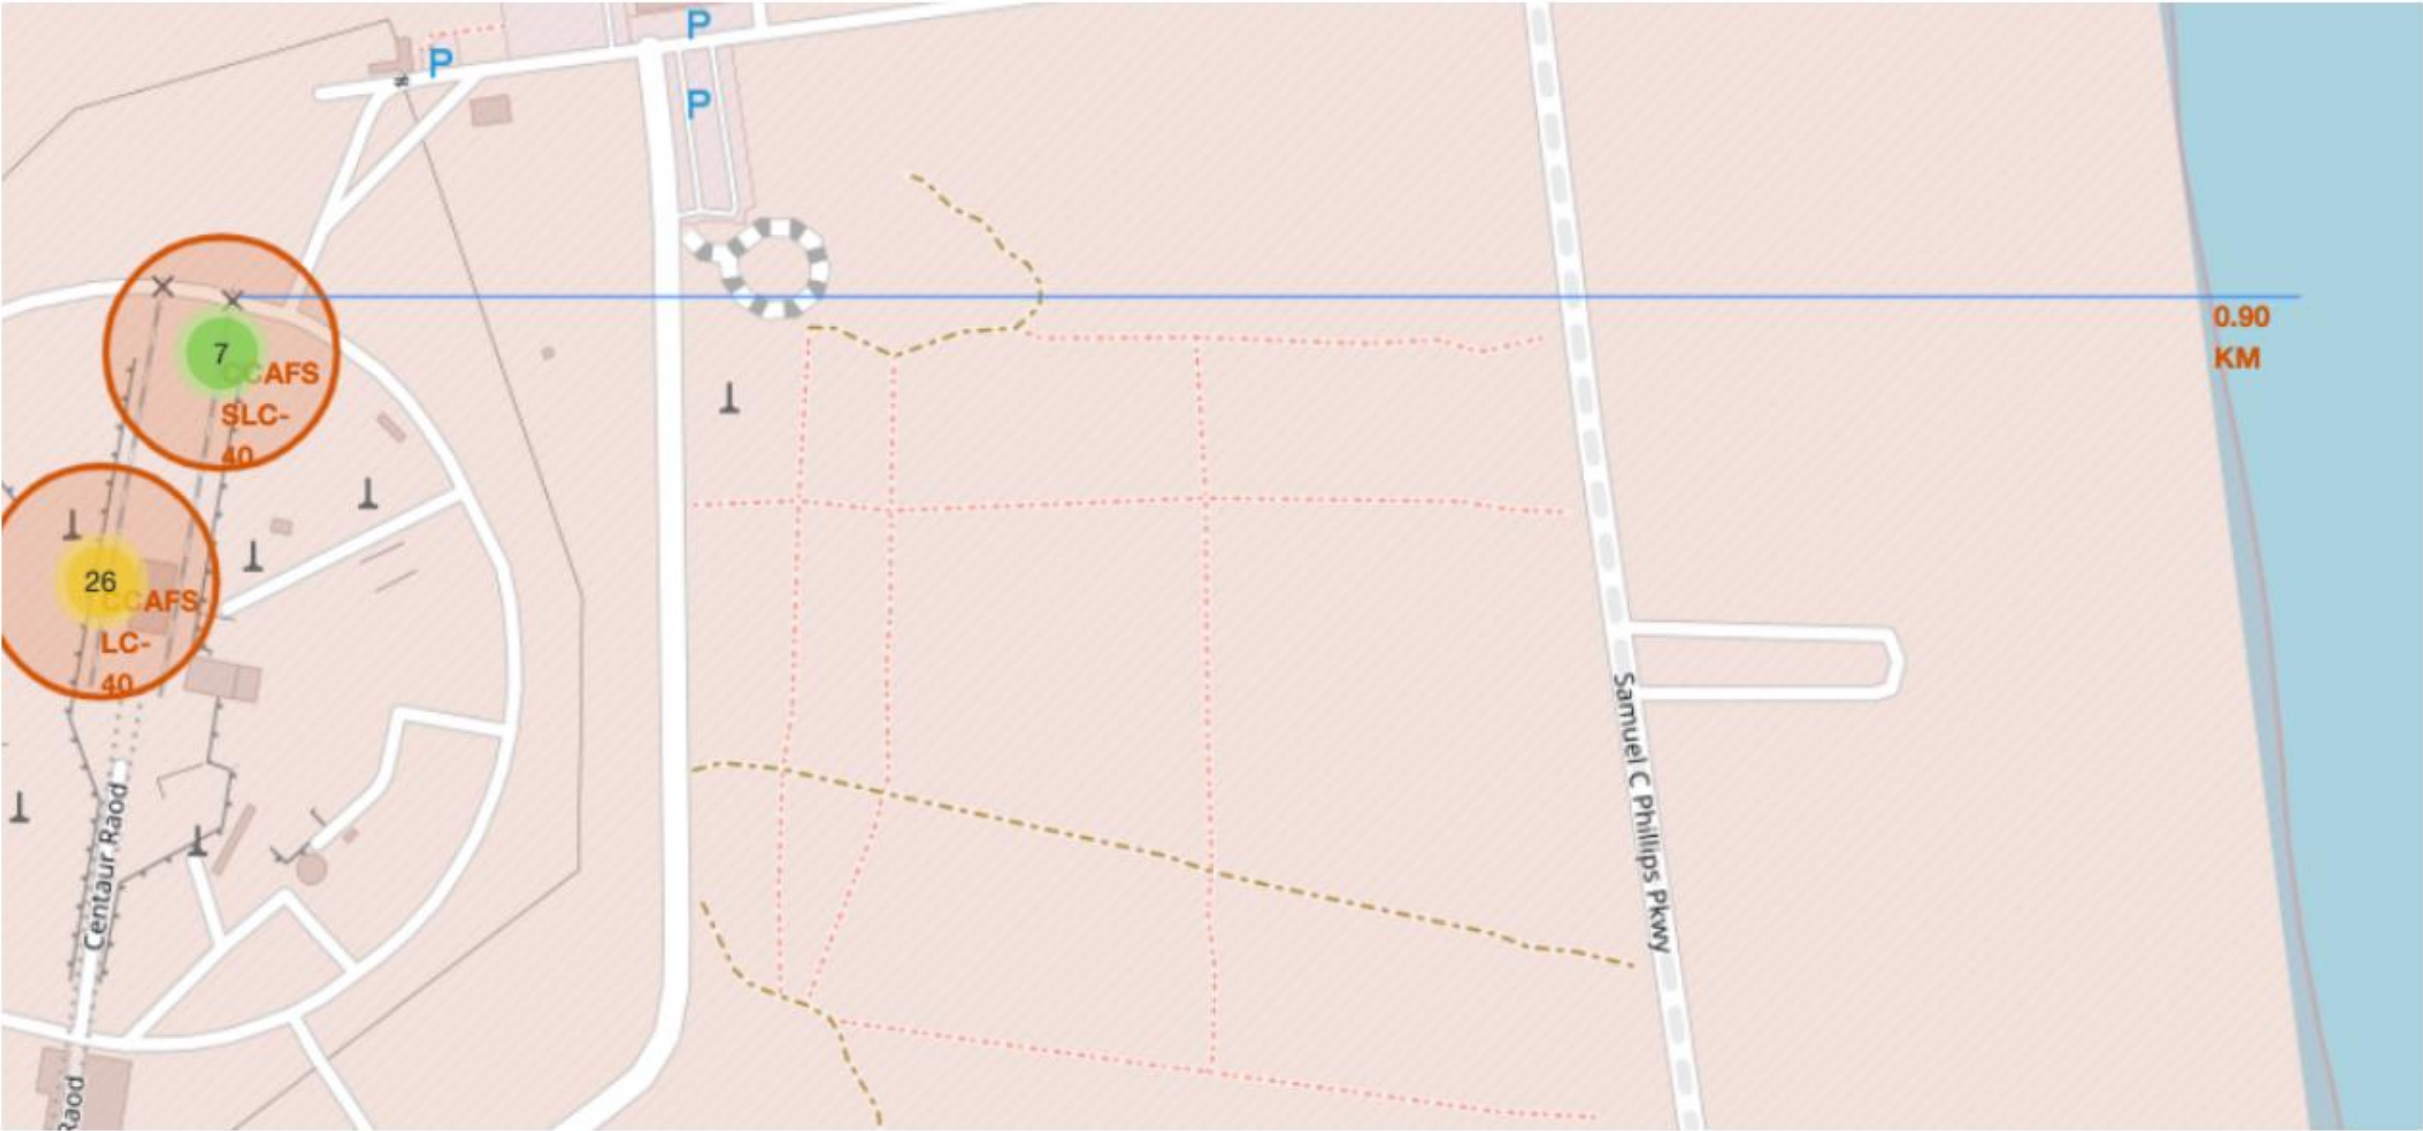 P
P
P
7
CCAFS
SLC-
40
0.90
KM
26
CCAFS
LC-
40
Samuel C Phillips Pkwy
Centaur Raod
Raod